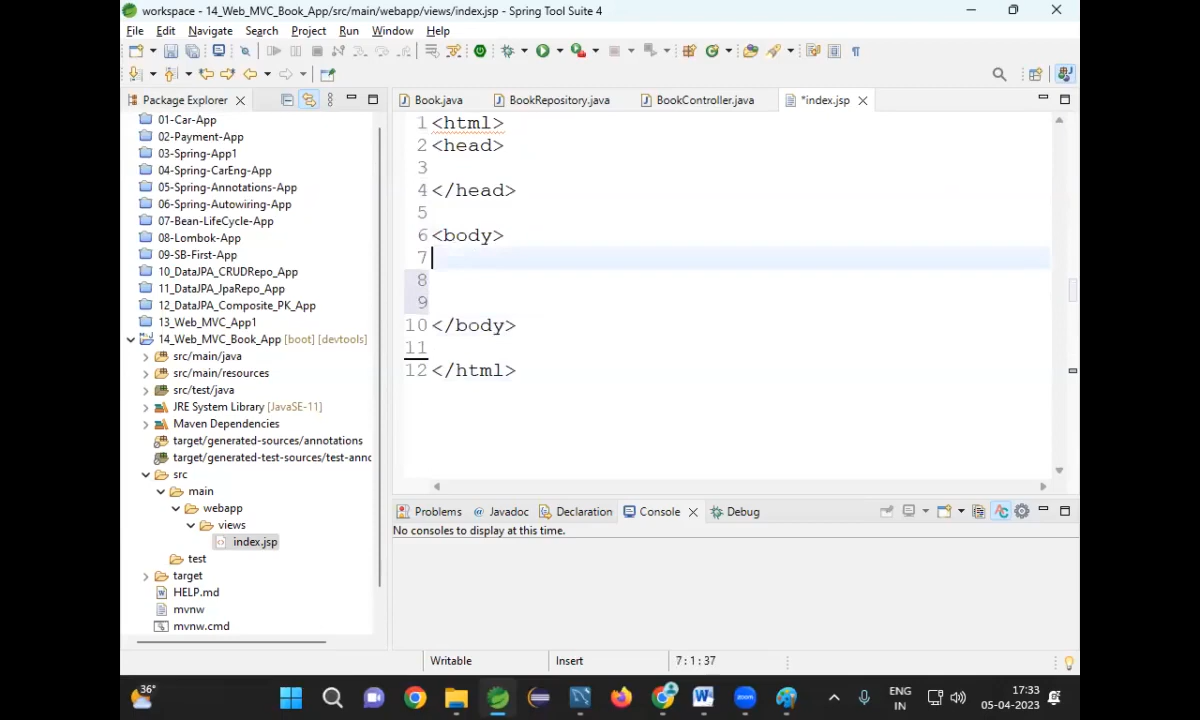 workspace - 14_Web_MVC_Book_App/src/main/webapp/views/index.jsp - Spring Tool Suite 4
File Edit Navigate Search Project Run Window Help
Package Explorer
Book.java BookRepository.java BookController.java *index.jsp
01-Car-App
02-Payment-App
03-Spring-App1
04-Spring-CarEng-App
05-Spring-Annotations-App
06-Spring-Autowiring-App
07-Bean-LifeCycle-App
08-Lombok-App
09-SB-First-App
10_DataJPA_CRUDRepo_App
11_DataJPA_JpaRepo_App
12_DataJPA_Composite_PK_App
13_Web_MVC_App1
14_Web_MVC_Book_App [boot] [devtools]
src/main/java
src/main/resources
src/test/java
JRE System Library [JavaSE-11]
Maven Dependencies
target/generated-sources/annotations
target/generated-test-sources/test-anno
src
main
webapp
views
index.jsp
test
target
HELP.md
mvnw
mvnw.cmd
1 <html>
2 <head>
3
4 </head>
5
6 <body>
7
8
9
10 </body>
11
12 </html>
Problems Javadoc Declaration Console Debug
No consoles to display at this time.
Writable Insert 7 : 1 : 37
36°
zoom
ENG
IN
17:33
05-04-2023